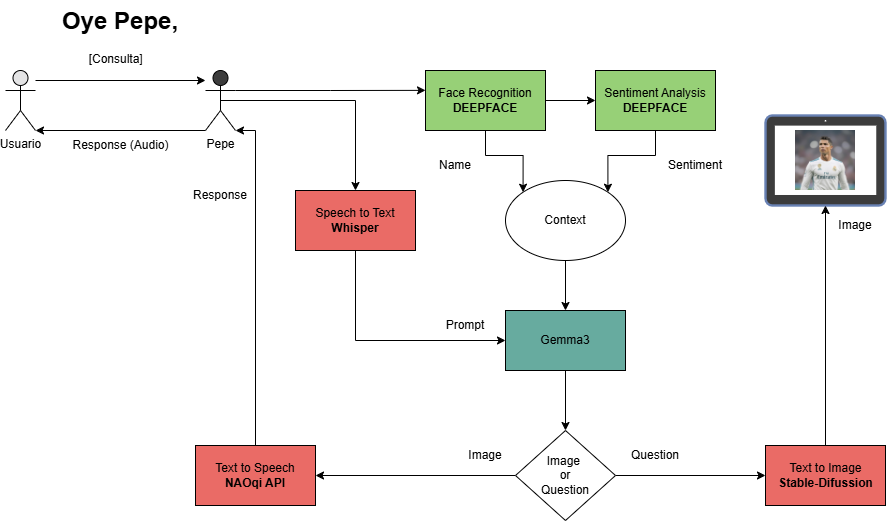 Oye Pepe,
[Consulta]
Usuario
Response (Audio)
Pepe
Face Recognition
DEEPFACE
Sentiment Analysis
DEEPFACE
Name
Sentiment
Response
Speech to Text
Whisper
Context
Image
Prompt
Gemma3
Image
Image
or
Question
Question
Text to Speech
NAOqi API
Text to Image
Stable-Difussion